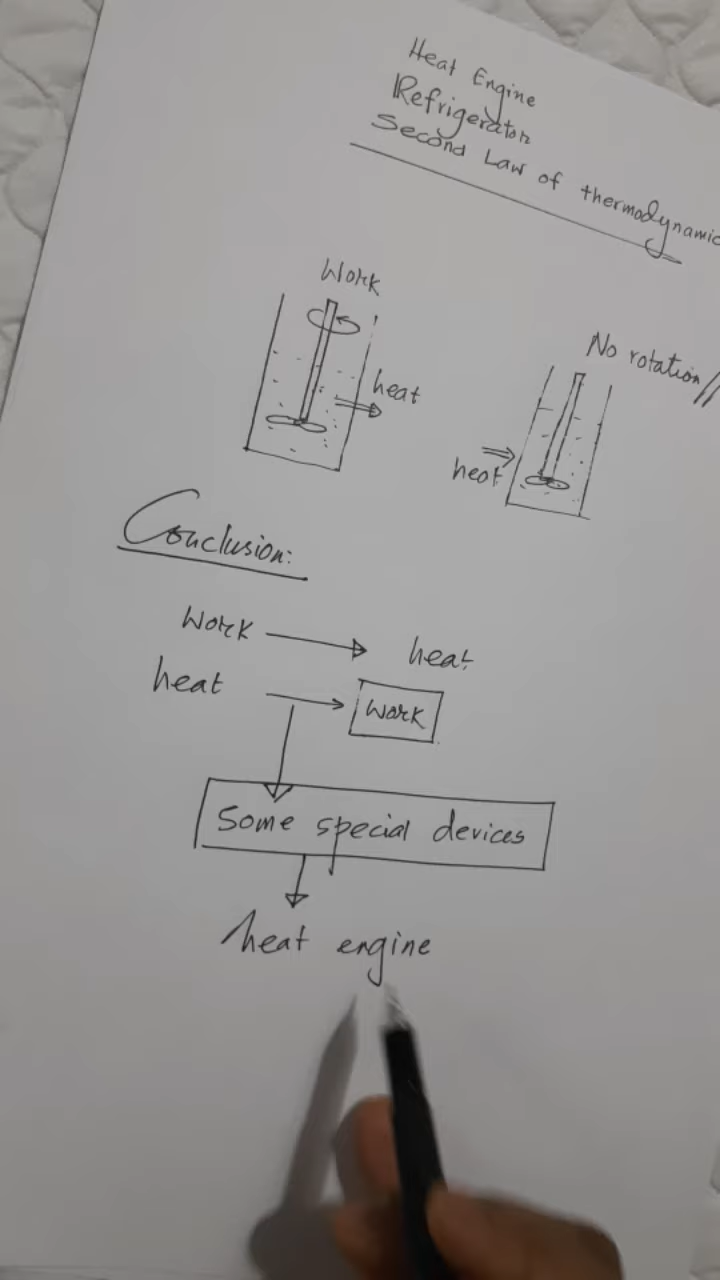 Heat Engine
Refrigerator
Second Law of thermodynamic
Work
heat
No rotation//
heat
Conclusion:
Work → heat
heat → Work
Some special devices
heat engine